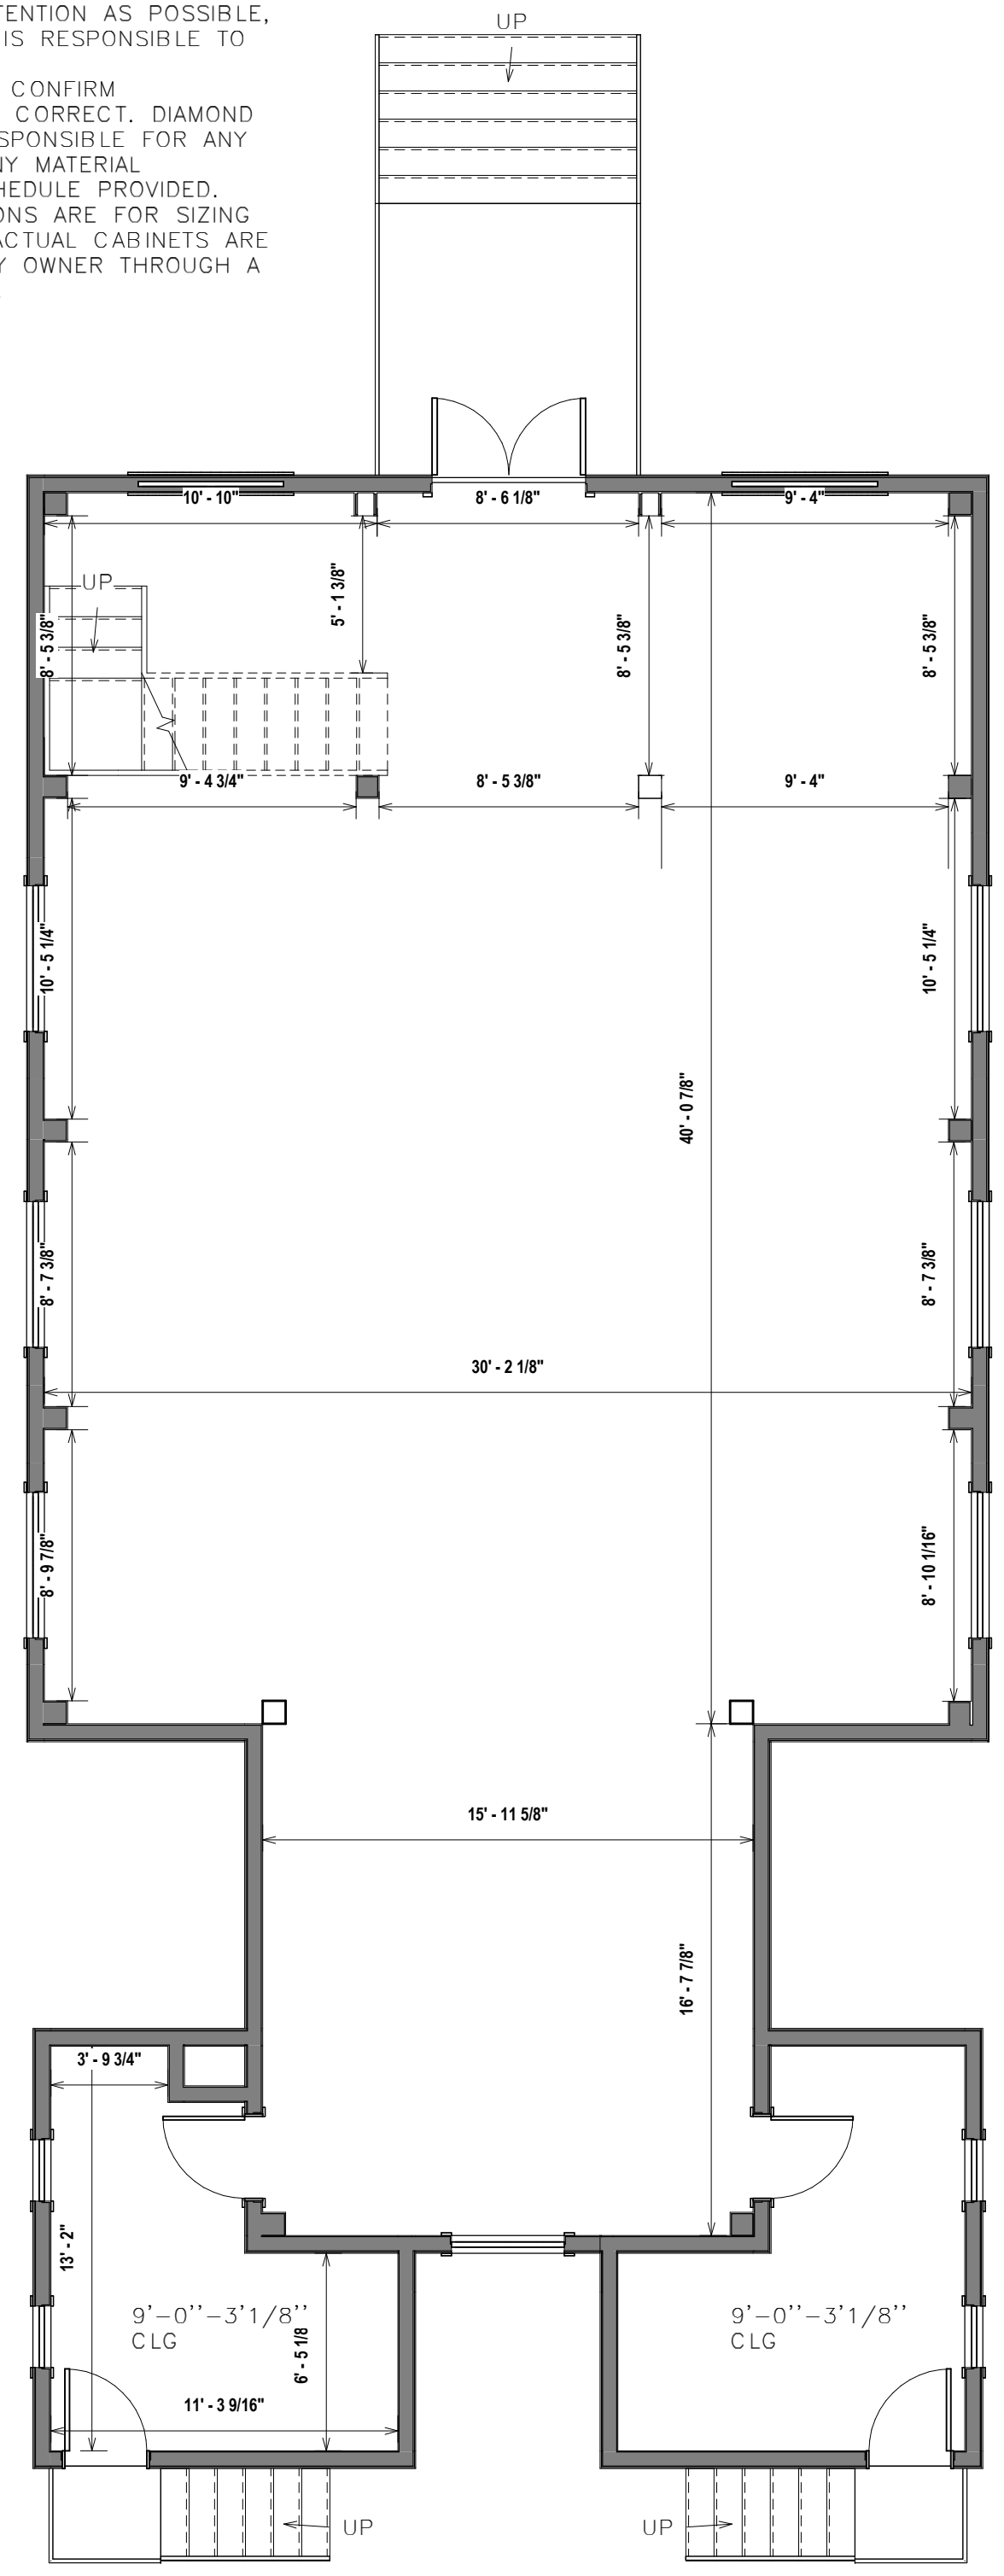 TENTION AS POSSIBLE,
IS RESPONSIBLE TO
CONFIRM
CORRECT. DIAMOND
SPONSIBLE FOR ANY
NY MATERIAL
HEDULE PROVIDED.
ONS ARE FOR SIZING
ACTUAL CABINETS ARE
Y OWNER THROUGH A
UP
10' - 10"
8' - 6 1/8"
9' - 4"
UP
5' - 1 3/8"
8' - 5 3/8"
8' - 5 3/8"
8' - 5 3/8"
9' - 4 3/4"
8' - 5 3/8"
9' - 4"
10' - 5 1/4"
10' - 5 1/4"
40' - 0 7/8"
8' - 7 3/8"
8' - 7 3/8"
30' - 2 1/8"
8' - 9 7/8"
8' - 10 1/16"
15' - 11 5/8"
16' - 7 7/8"
3' - 9 3/4"
13' - 2"
9'-0''-3'1/8''
CLG
9'-0''-3'1/8''
CLG
6' - 5 1/8
11' - 3 9/16"
UP
UP